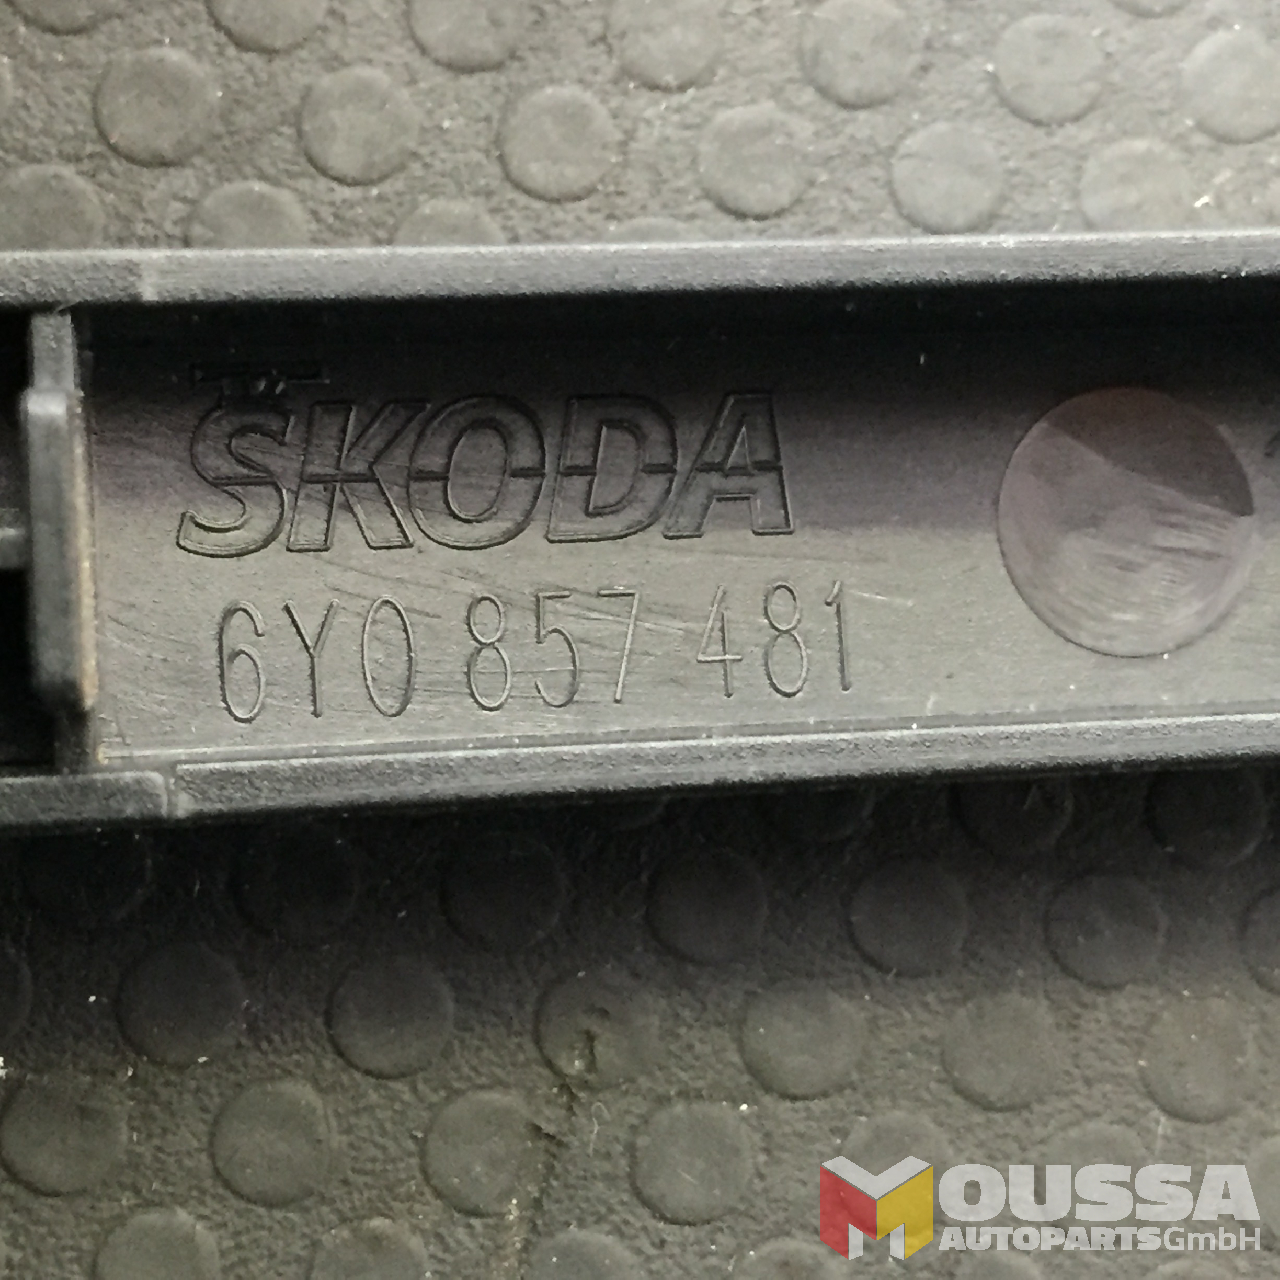 ŠKODA
6Y0 857 481
MOUSSA
AUTOPARTSGmbH